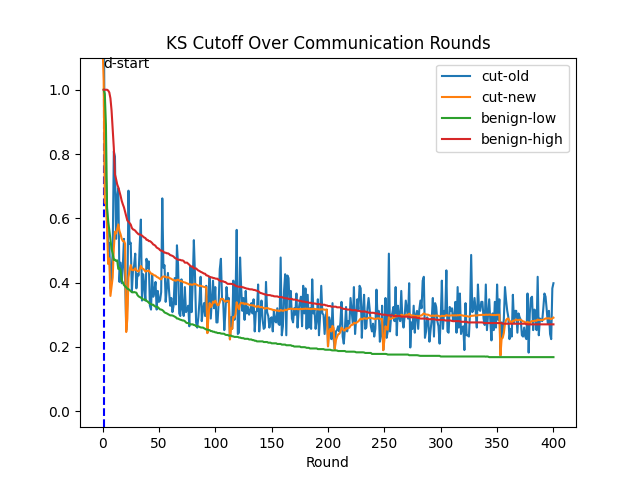 KS Cutoff Over Communication Rounds
d-start
cut-old
cut-new
benign-low
benign-high
1.0
0.8
0.6
0.4
0.2
0.0
0 50 100 150 200 250 300 350 400
Round